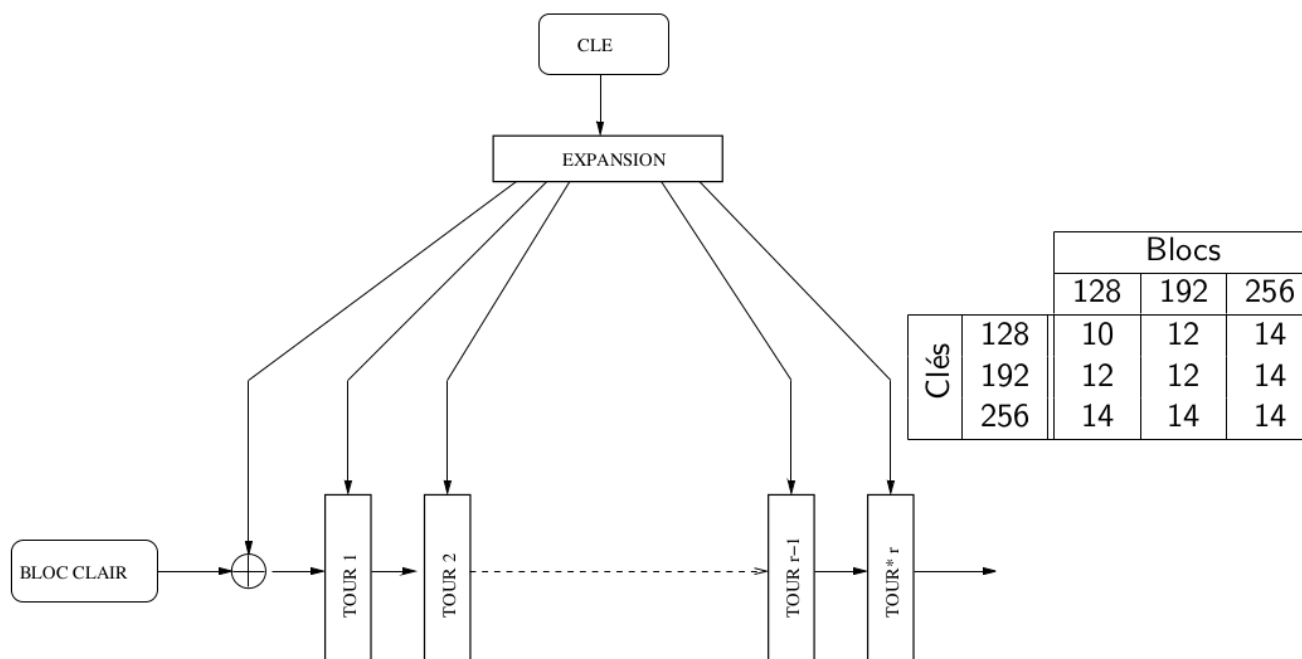 CLE
EXPANSION
Blocs
128 192 256
Clés
128 10 12 14
192 12 12 14
256 14 14 14
BLOC CLAIR
TOUR 1
TOUR 2
TOUR r-1
TOUR* r